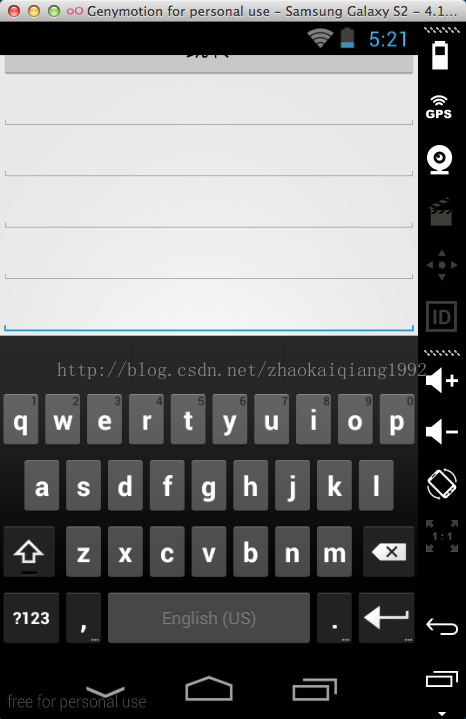 Genymotion for personal use - Samsung Galaxy S2 - 4.1...
5:21
GPS
ID
http://blog.csdn.net/zhaokaiqiang1992
1 2 3 4 5 6 7 8 9 0
q w e r t y u i o p
a s d f g h j k l
1:1
z x c v b n m
?123 , ... English (US) . ... ...
free for personal use